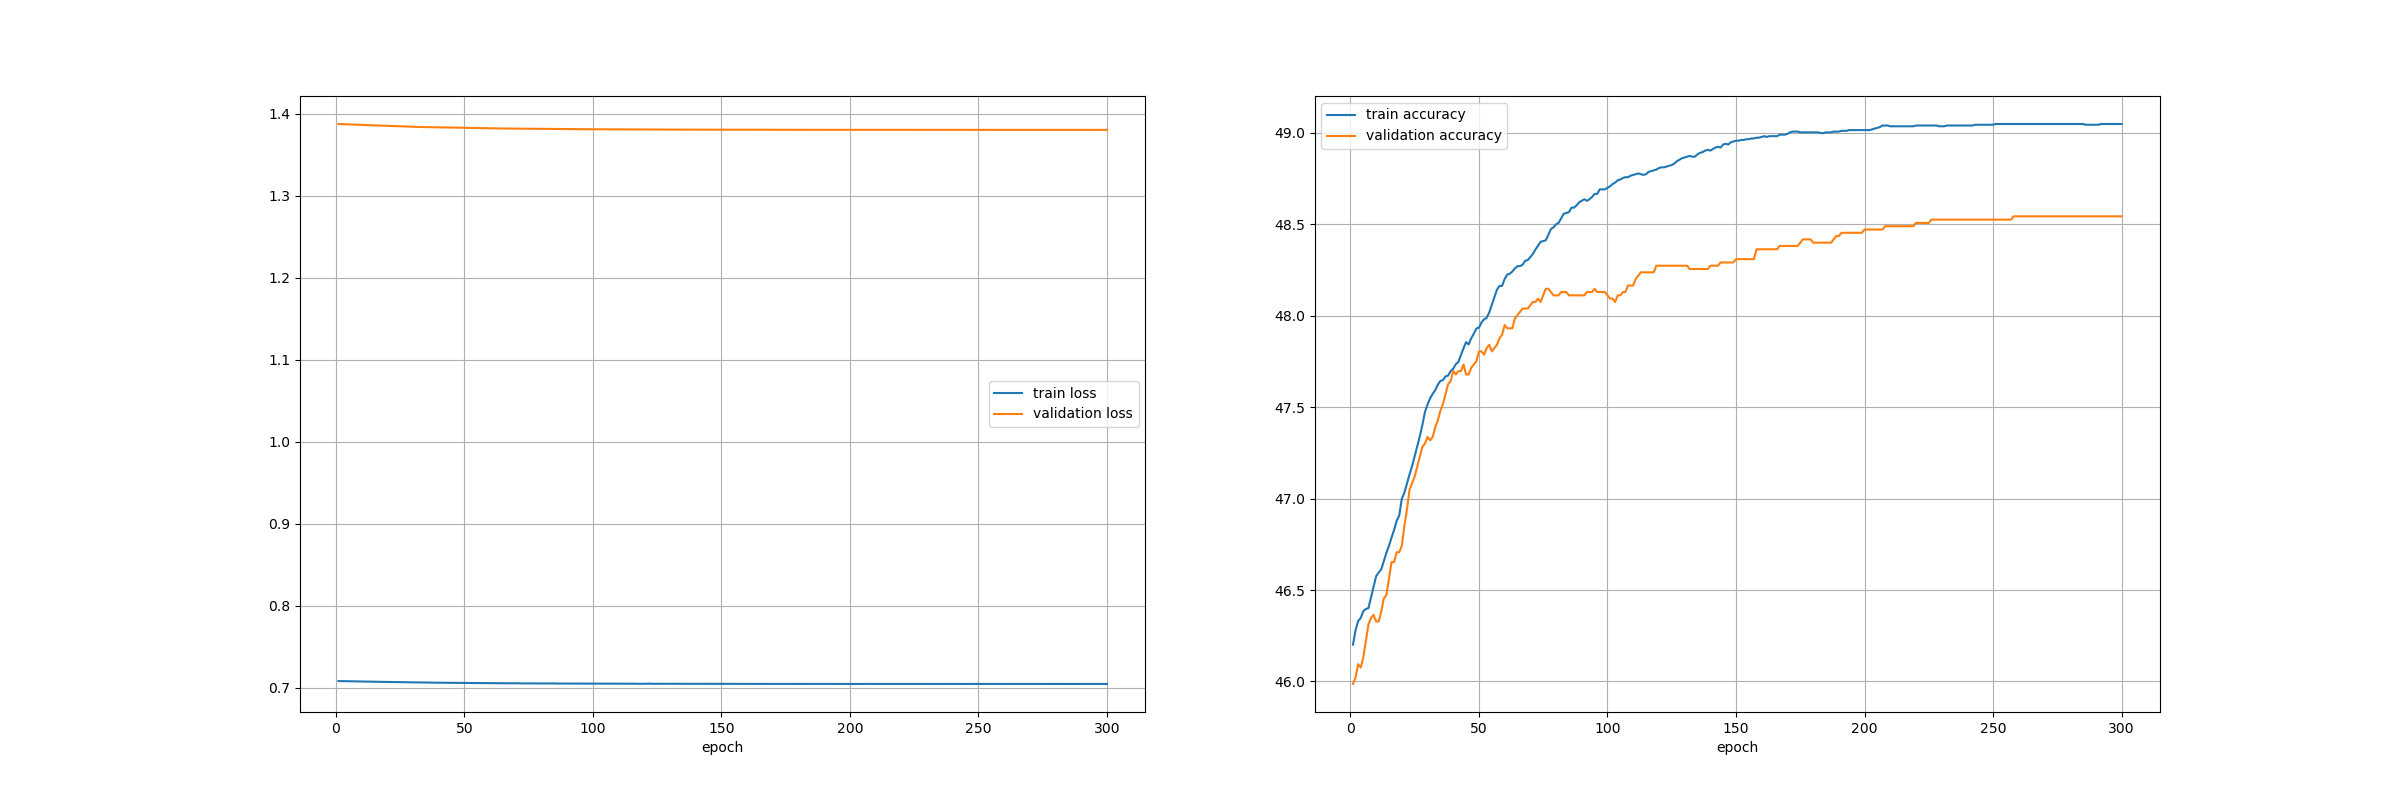 1.4
1.3
1.2
1.1
1.0
0.9
0.8
0.7
0 50 100 150 200 250 300
epoch
train loss
validation loss
49.0
48.5
48.0
47.5
47.0
46.5
46.0
0 50 100 150 200 250 300
epoch
train accuracy
validation accuracy